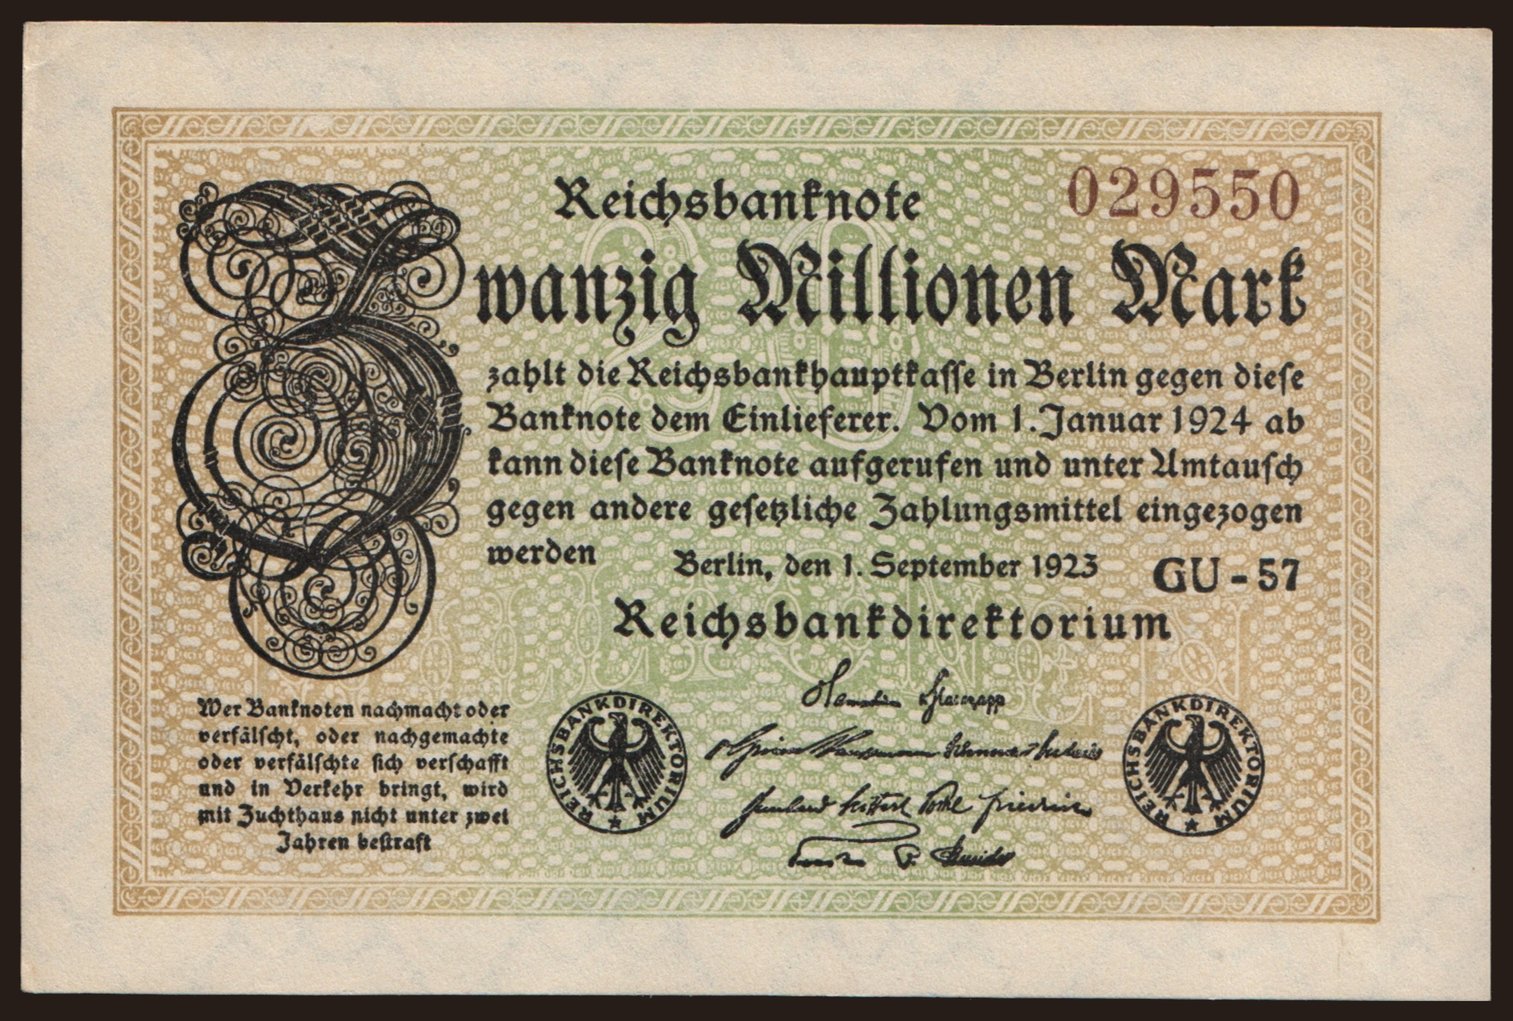 Reichsbanknote
029550
Zwanzig Millionen Mark
zahlt die Reichsbankhauptkasse in Berlin gegen diese
Banknote dem Einlieferer. Vom 1. Januar 1924 ab
kann diese Banknote aufgerufen und unter Umtausch
gegen andere gesetzliche Zahlungsmittel eingezogen
werden
Berlin, den 1. September 1923
GU - 57
Reichsbankdirektorium
Wer Banknoten nachmacht oder
verfälscht, oder nachgemachte
oder verfälschte sich verschafft
und in Verkehr bringt, wird
mit Zuchthaus nicht unter zwei
Jahren bestraft
REICHSBANKDIREKTORIUM
REICHSBANKDIREKTORIUM